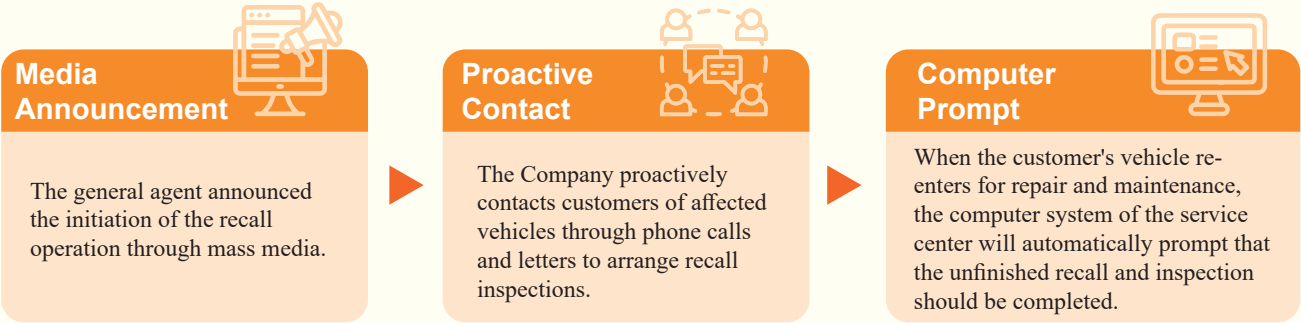 Media
Announcement
The general agent announced
the initiation of the recall
operation through mass media.
Proactive
Contact
The Company proactively
contacts customers of affected
vehicles through phone calls
and letters to arrange recall
inspections.
Computer
Prompt
When the customer's vehicle re-
enters for repair and maintenance,
the computer system of the service
center will automatically prompt that
the unfinished recall and inspection
should be completed.